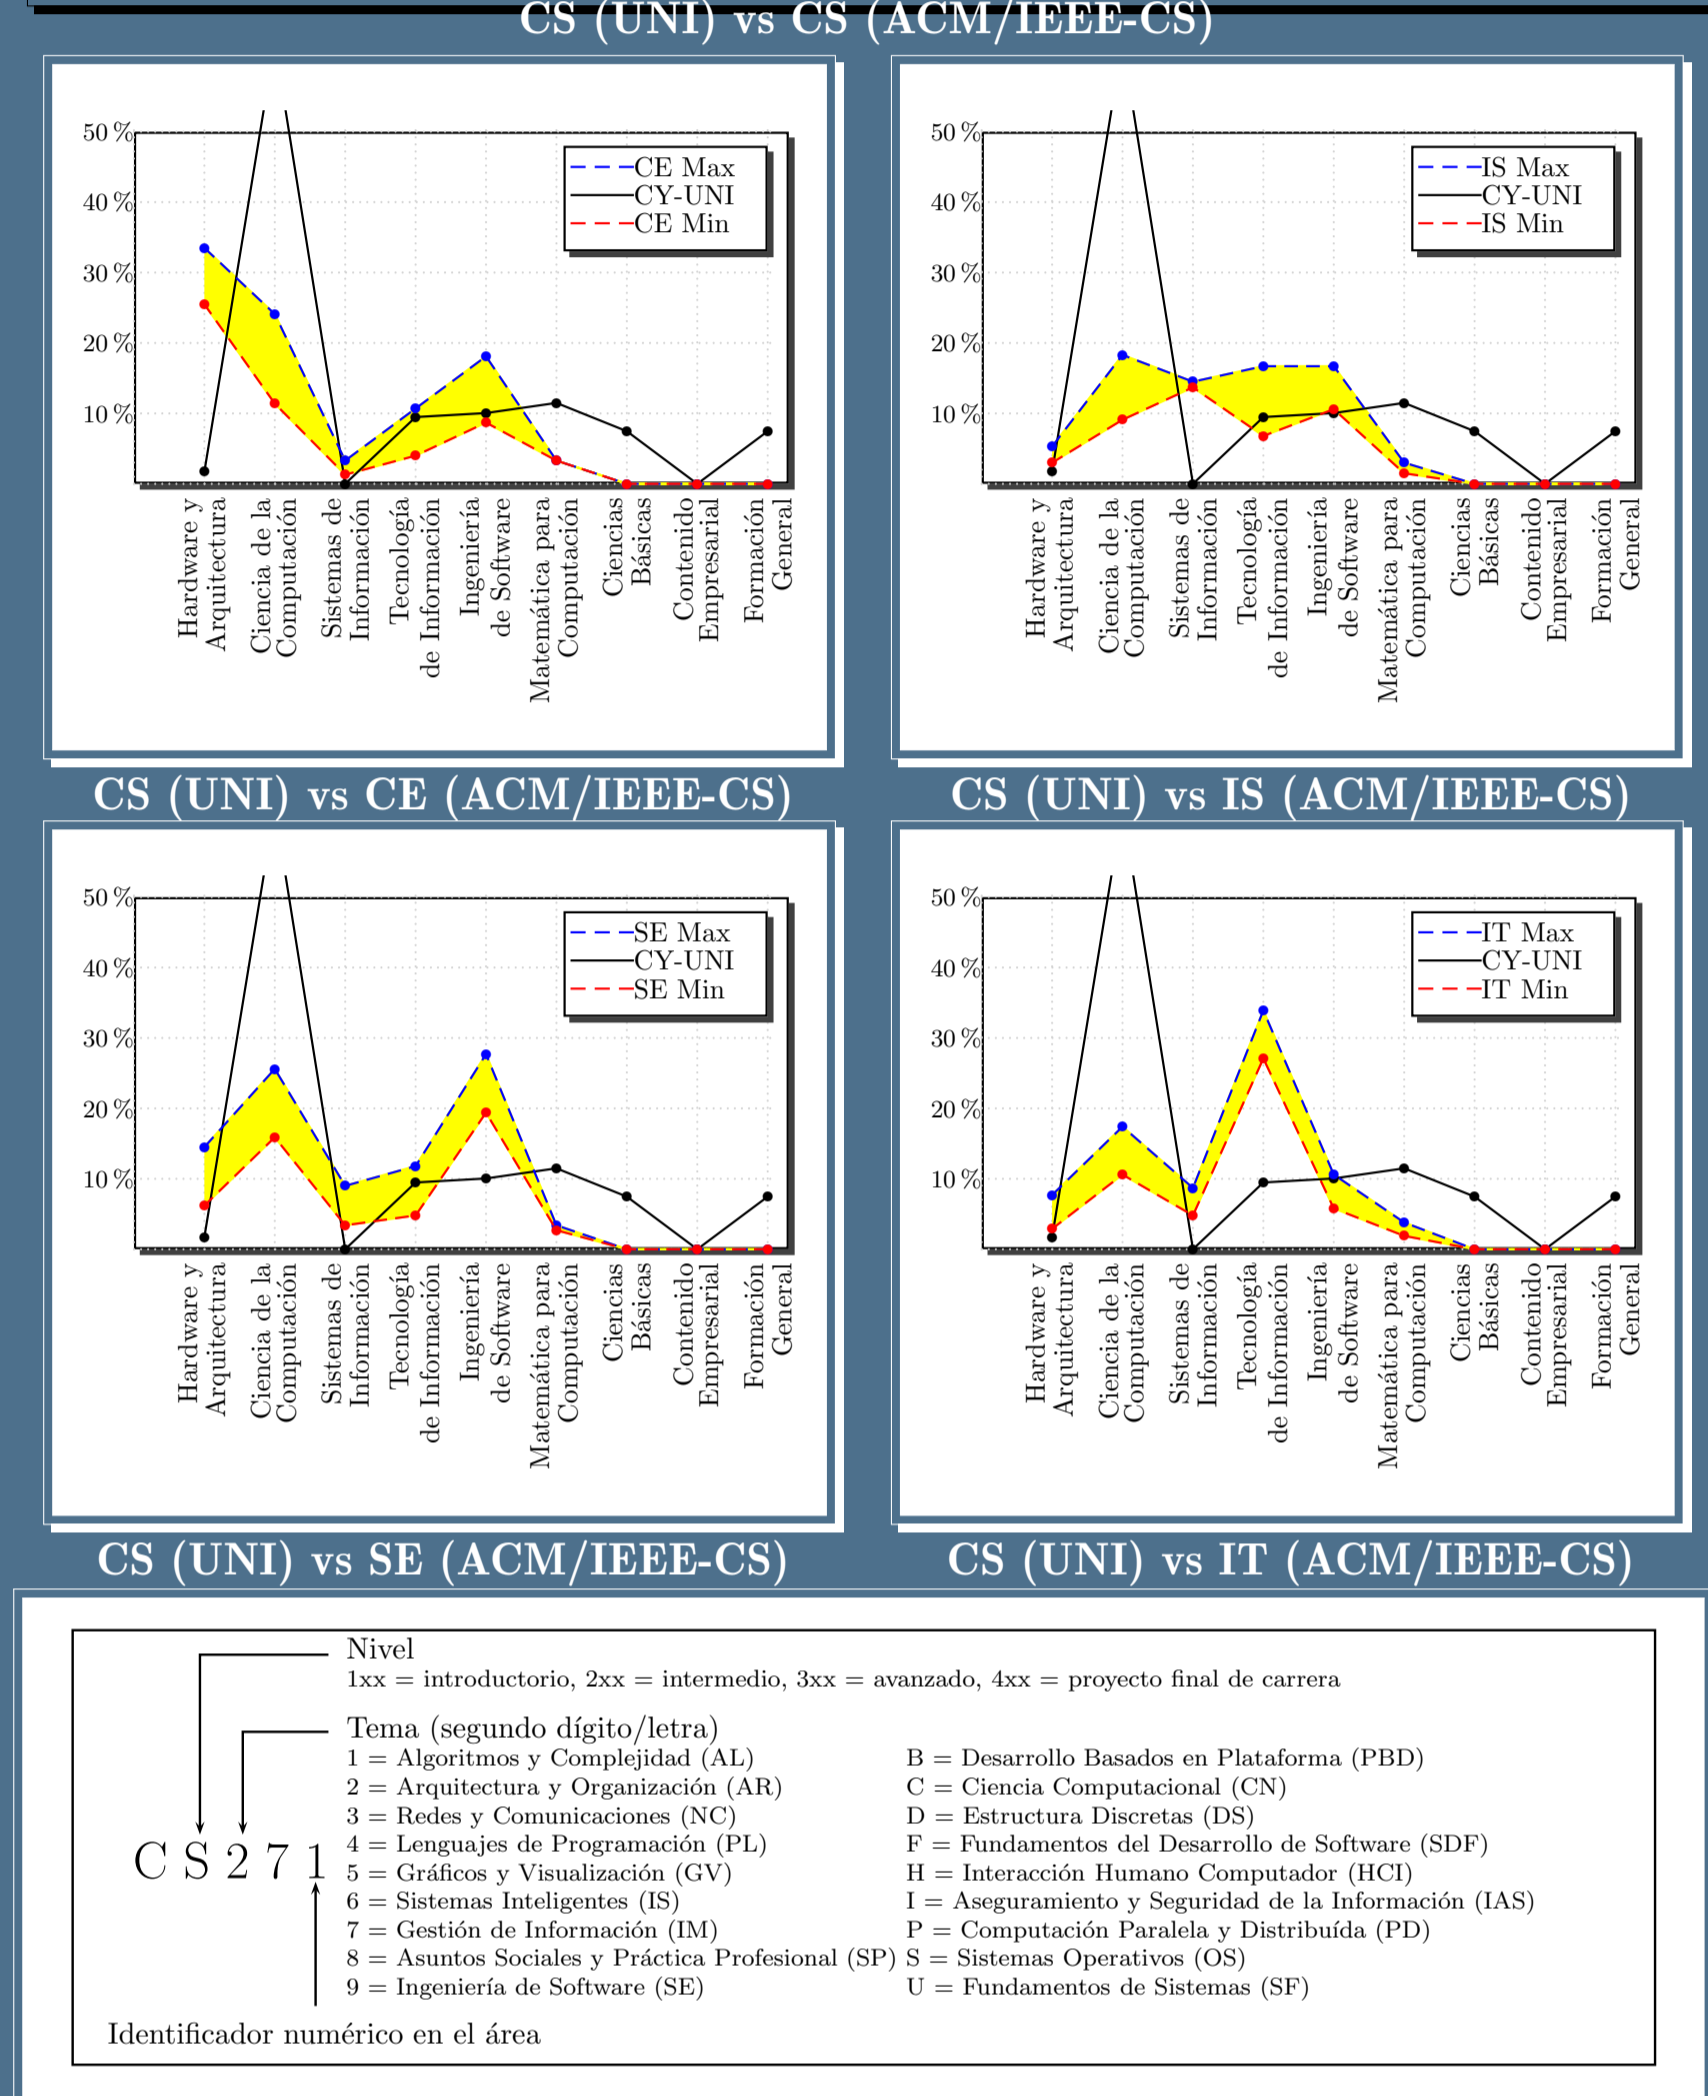 CS (UNI) vs CS (ACM/IEEE-CS)
50 %
40 %
30 %
20 %
10 %
CE Max
CY-UNI
CE Min
Hardware y
Arquitectura
Ciencia de la
Computación
Sistemas de
Información
Tecnología
de Información
Ingeniería
de Software
Matemática para
Computación
Ciencias
Básicas
Contenido
Empresarial
Formación
General
50 %
40 %
30 %
20 %
10 %
IS Max
CY-UNI
IS Min
Hardware y
Arquitectura
Ciencia de la
Computación
Sistemas de
Información
Tecnología
de Información
Ingeniería
de Software
Matemática para
Computación
Ciencias
Básicas
Contenido
Empresarial
Formación
General
CS (UNI) vs CE (ACM/IEEE-CS)
CS (UNI) vs IS (ACM/IEEE-CS)
50 %
40 %
30 %
20 %
10 %
SE Max
CY-UNI
SE Min
Hardware y
Arquitectura
Ciencia de la
Computación
Sistemas de
Información
Tecnología
de Información
Ingeniería
de Software
Matemática para
Computación
Ciencias
Básicas
Contenido
Empresarial
Formación
General
50 %
40 %
30 %
20 %
10 %
IT Max
CY-UNI
IT Min
Hardware y
Arquitectura
Ciencia de la
Computación
Sistemas de
Información
Tecnología
de Información
Ingeniería
de Software
Matemática para
Computación
Ciencias
Básicas
Contenido
Empresarial
Formación
General
CS (UNI) vs SE (ACM/IEEE-CS)
CS (UNI) vs IT (ACM/IEEE-CS)
Nivel
1xx = introductorio, 2xx = intermedio, 3xx = avanzado, 4xx = proyecto final de carrera
Tema (segundo dígito/letra)
1 = Algoritmos y Complejidad (AL)
2 = Arquitectura y Organización (AR)
3 = Redes y Comunicaciones (NC)
4 = Lenguajes de Programación (PL)
5 = Gráficos y Visualización (GV)
6 = Sistemas Inteligentes (IS)
7 = Gestión de Información (IM)
8 = Asuntos Sociales y Práctica Profesional (SP)
9 = Ingeniería de Software (SE)
B = Desarrollo Basados en Plataforma (PBD)
C = Ciencia Computacional (CN)
D = Estructura Discretas (DS)
F = Fundamentos del Desarrollo de Software (SDF)
H = Interacción Humano Computador (HCI)
I = Aseguramiento y Seguridad de la Información (IAS)
P = Computación Paralela y Distribuída (PD)
S = Sistemas Operativos (OS)
U = Fundamentos de Sistemas (SF)
C S 2 7 1
Identificador numérico en el área